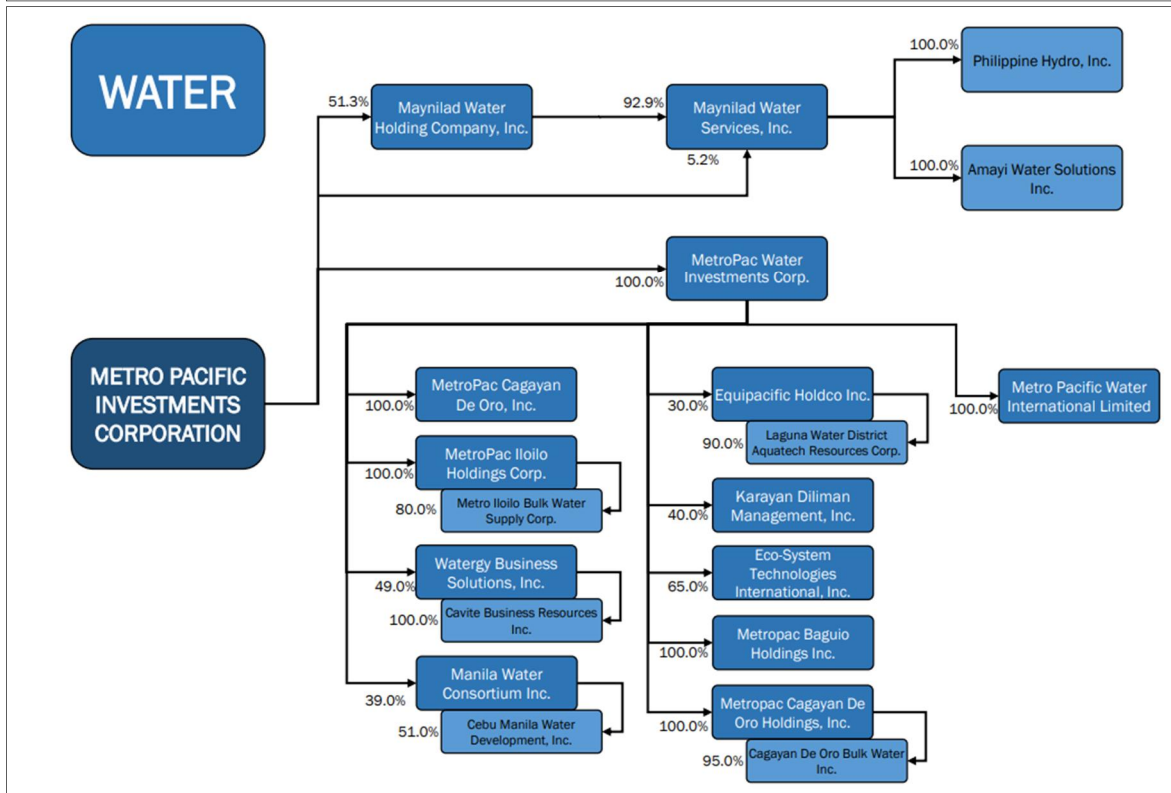 WATER
100.0%
Philippine Hydro, Inc.
51.3%
Maynilad Water
Holding Company, Inc.
92.9%
Maynilad Water
Services, Inc.
5.2%
100.0%
Amayi Water Solutions
Inc.
MetroPac Water
Investments Corp.
100.0%
METRO PACIFIC
INVESTMENTS
CORPORATION
MetroPac Cagayan
De Oro, Inc.
100.0%
MetroPac Iloilo
Holdings Corp.
100.0%
80.0%
Metro Iloilo Bulk Water
Supply Corp.
Watergy Business
Solutions, Inc.
49.0%
100.0%
Cavite Business Resources
Inc.
Manila Water
Consortium Inc.
39.0%
51.0%
Cebu Manila Water
Development, Inc.
Equipacific Holdco Inc.
30.0%
90.0%
Laguna Water District
Aquatech Resources Corp.
Karayan Diliman
Management, Inc.
40.0%
Eco-System
Technologies
International, Inc.
65.0%
Metropac Baguio
Holdings Inc.
100.0%
Metropac Cagayan De
Oro Holdings, Inc.
100.0%
95.0%
Cagayan De Oro Bulk Water
Inc.
Metro Pacific Water
International Limited
100.0%